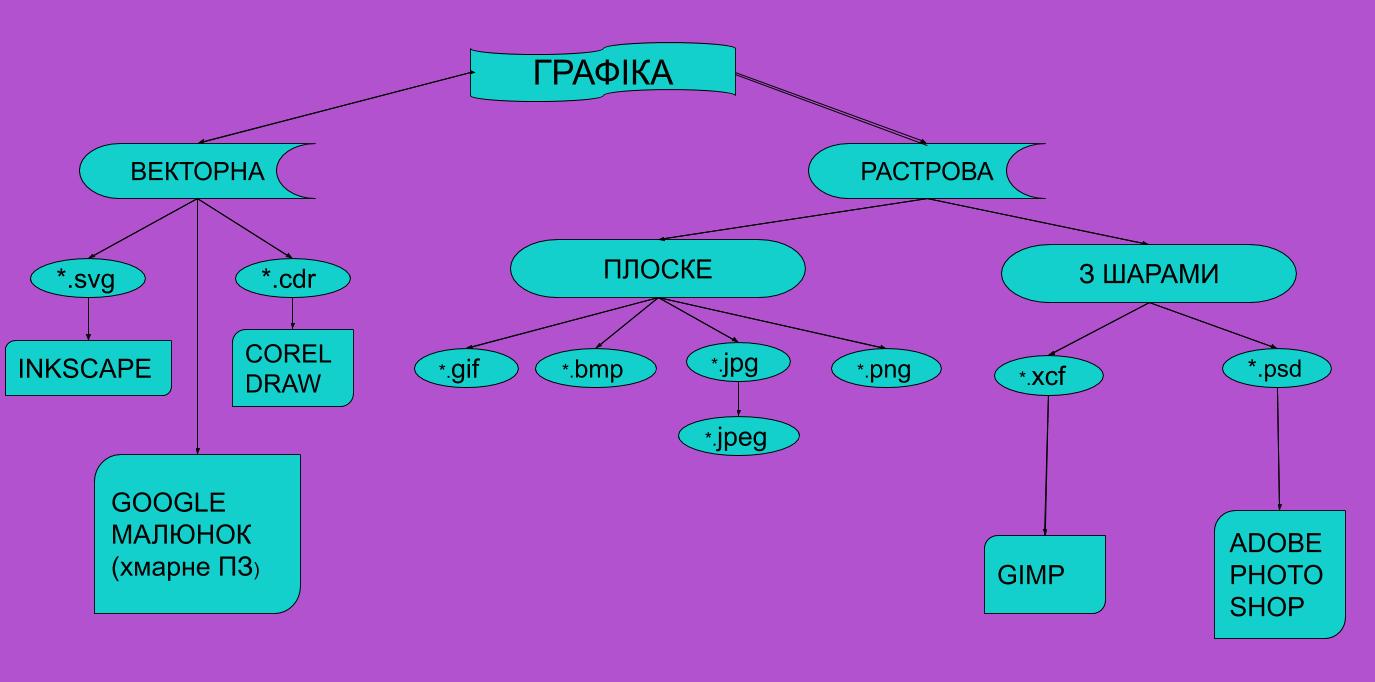 ГРАФІКА
ВЕКТОРНА
РАСТРОВА
ПЛОСКЕ
З ШАРАМИ
*.svg
*.cdr
*.gif
*.bmp
*.jpg
*.png
*.xcf
*.psd
INKSCAPE
COREL
DRAW
*.jpeg
GOOGLE
МАЛЮНОК
(хмарне ПЗ)
GIMP
ADOBE
PHOTO
SHOP